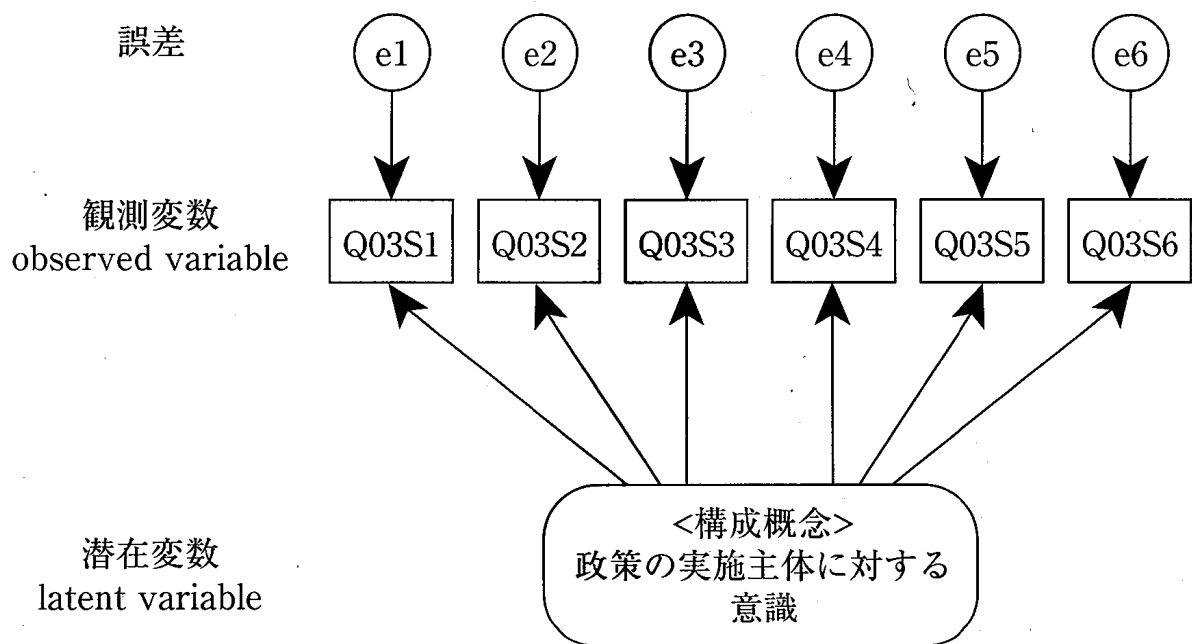 誤差
e1
e2
e3
e4
e5
e6
観測変数
observed variable
Q03S1
Q03S2
Q03S3
Q03S4
Q03S5
Q03S6
潜在変数
latent variable
<構成概念>
政策の実施主体に対する
意識